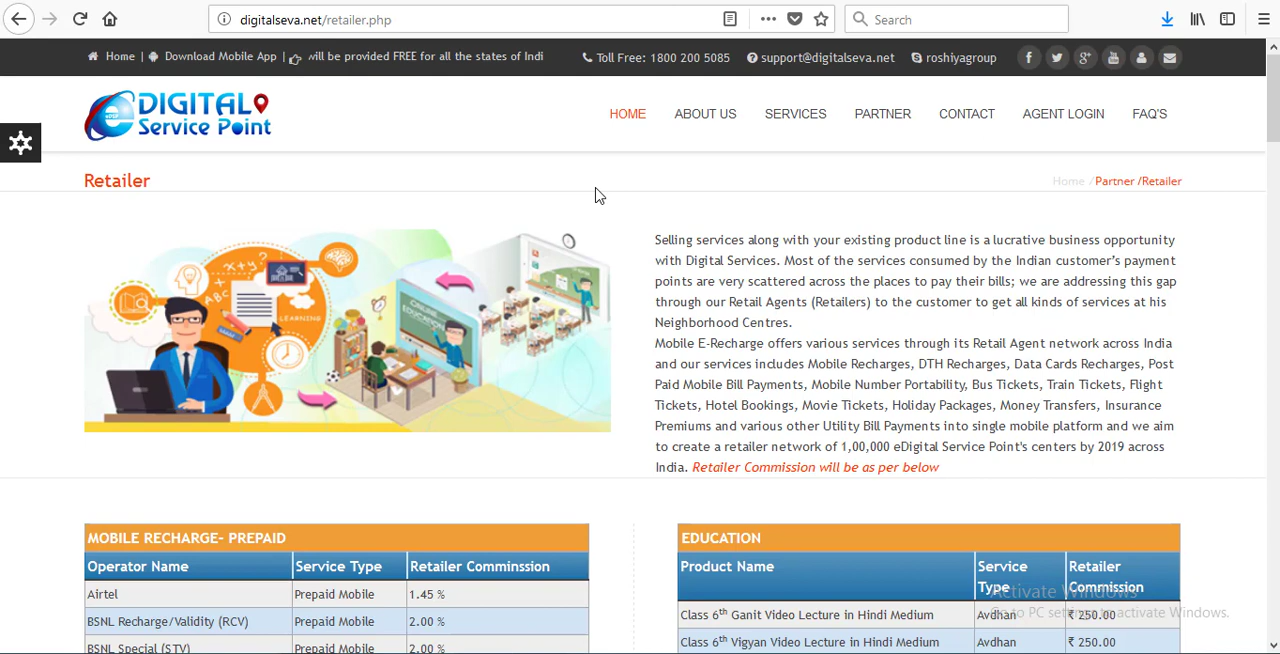 digitalseva.net/retailer.php
Search
Home | Download Mobile App | will be provided FREE for all the states of Indi
Toll Free: 1800 200 5085 support@digitalseva.net roshiyagroup
DIGITAL
Service Point
HOME ABOUT US SERVICES PARTNER CONTACT AGENT LOGIN FAQ'S
Retailer
Home /Partner /Retailer
LEARNING
ONLINE
EDUCATION
Selling services along with your existing product line is a lucrative business opportunity
with Digital Services. Most of the services consumed by the Indian customer’s payment
points are very scattered across the places to pay their bills; we are addressing this gap
through our Retail Agents (Retailers) to the customer to get all kinds of services at his
Neighborhood Centres.
Mobile E-Recharge offers various services through its Retail Agent network across India
and our services includes Mobile Recharges, DTH Recharges, Data Cards Recharges, Post
Paid Mobile Bill Payments, Mobile Number Portability, Bus Tickets, Train Tickets, Flight
Tickets, Hotel Bookings, Movie Tickets, Holiday Packages, Money Transfers, Insurance
Premiums and various other Utility Bill Payments into single mobile platform and we aim
to create a retailer network of 1,00,000 eDigital Service Point's centers by 2019 across
India. Retailer Commission will be as per below
MOBILE RECHARGE- PREPAID
Operator Name Service Type Retailer Comminssion
Airtel Prepaid Mobile 1.45 %
BSNL Recharge/Validity (RCV) Prepaid Mobile 2.00 %
BSNL Special (STV) Prepaid Mobile 2.00 %
EDUCATION
Product Name Service Type Retailer Commission
Class 6th Ganit Video Lecture in Hindi Medium Avdhan ₹ 250.00
Class 6th Vigyan Video Lecture in Hindi Medium Avdhan ₹ 250.00
Activate Windows
Go to PC settings to activate Windows.